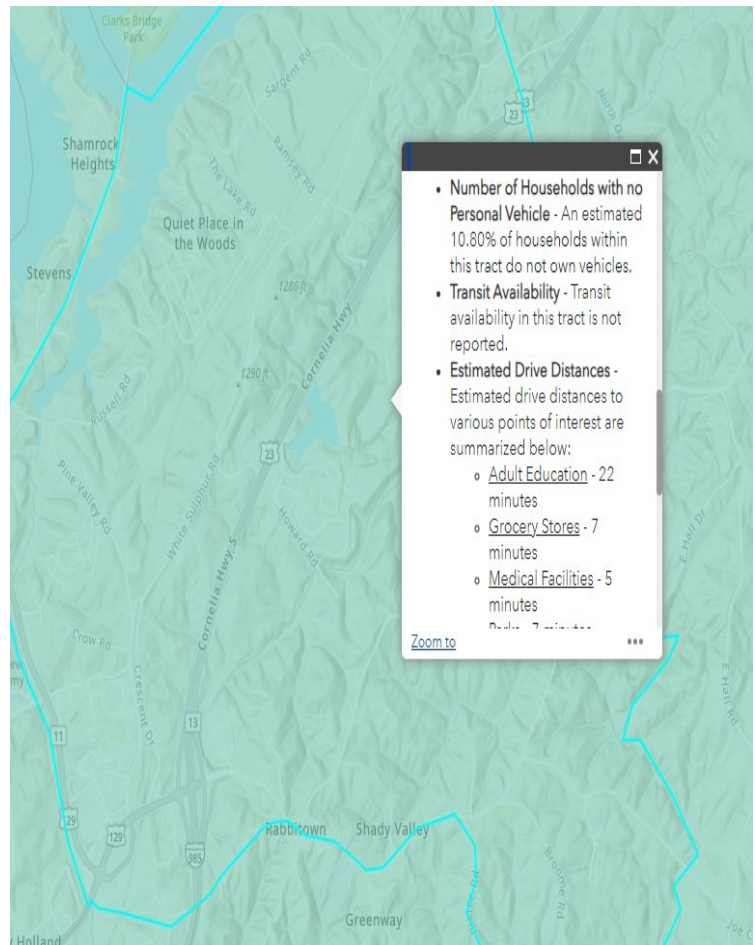 Clarks Bridge
Park
Sargent Rd
23
3
Shamrock
Heights
Ramsey Rd
The Lake Rd
Quiet Place in
the Woods
Stevens
1286 ft
Cornelia Hwy
1290 ft
Russell Rd
23
Pine Valley Rd
White Sulphur Rd
Howard Rd
Cornelia Hwy S
E Hall Dr
Crow Rd
Crescent Dr
E Hall Rd
13
11
29
129
985
Rabbittown
Shady Valley
Broome Rd
Greenway
Holland
• Number of Households with no
Personal Vehicle - An estimated
10.80% of households within
this tract do not own vehicles.
• Transit Availability - Transit
availability in this tract is not
reported.
• Estimated Drive Distances -
Estimated drive distances to
various points of interest are
summarized below:
Adult Education - 22
minutes
Grocery Stores - 7
minutes
Medical Facilities - 5
minutes
Parks - 7 minutes
Zoom to